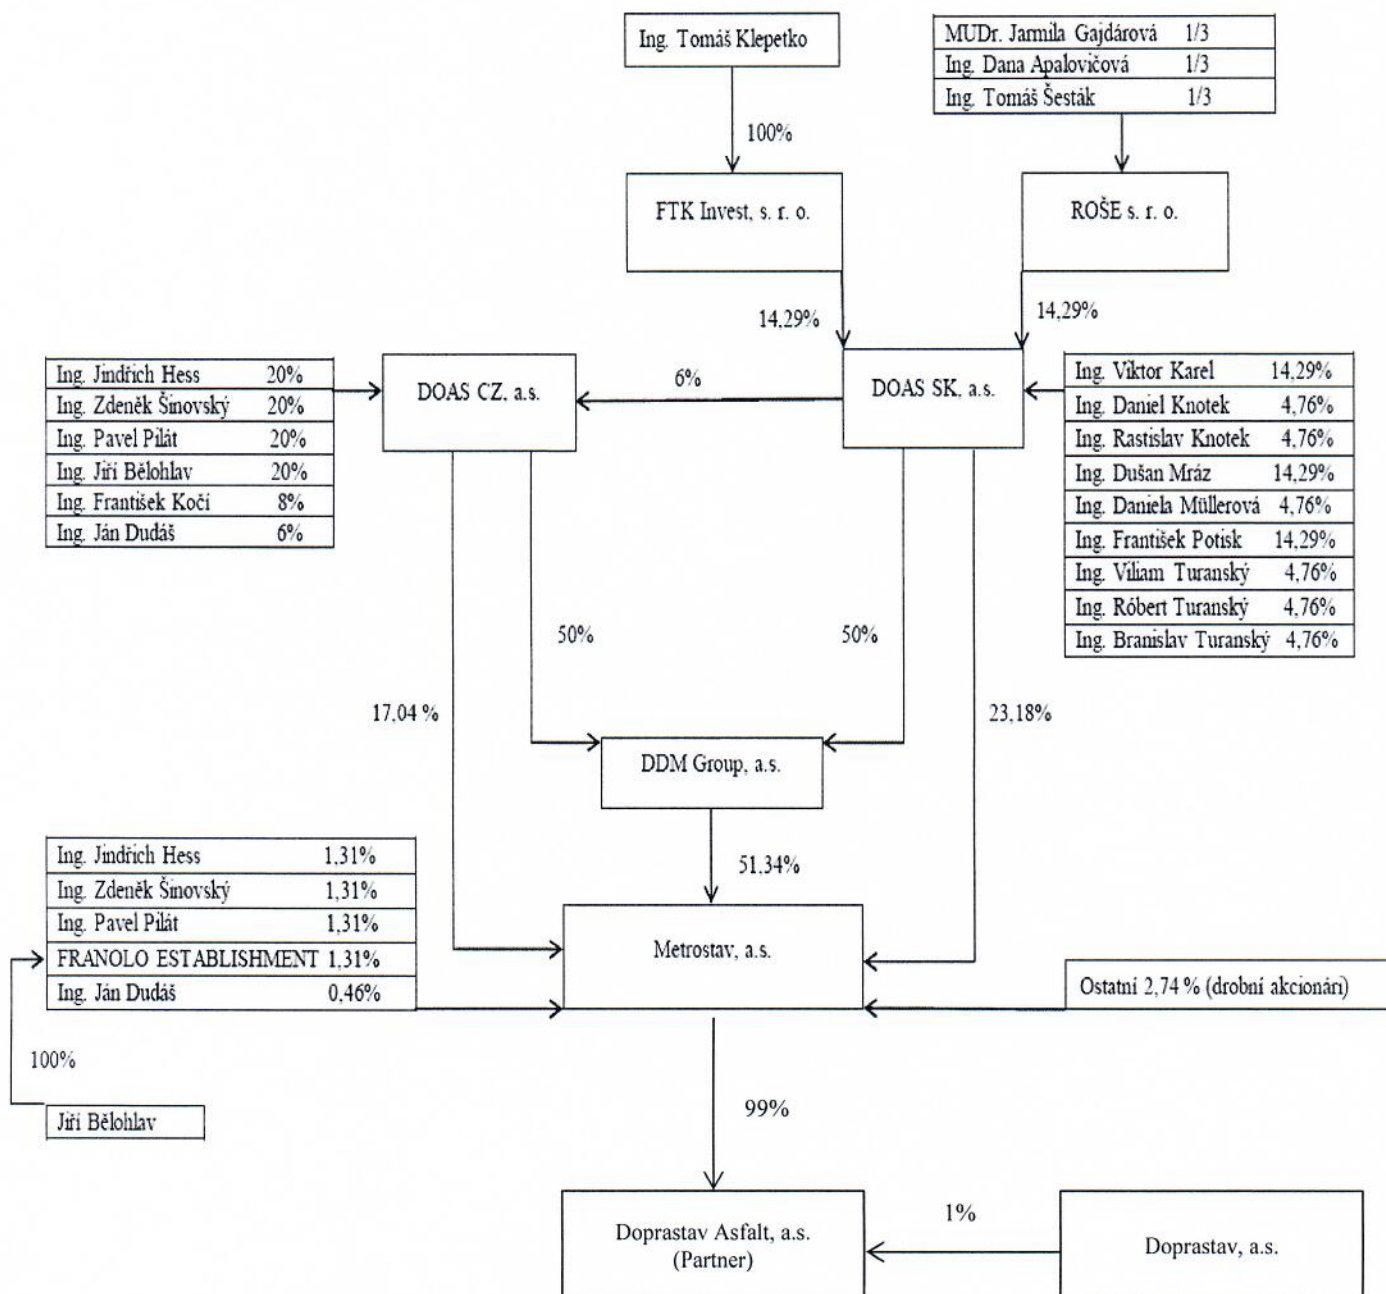 Ing. Tomáš Klepetko
MUDr. Jarmila Gajdárová 1/3
Ing. Dana Apalovičová 1/3
Ing. Tomáš Šesták 1/3
100%
FTK Invest, s. r. o.
ROŠE s. r. o.
14,29%
14,29%
Ing. Jindřich Hess 20%
Ing. Zdeněk Šinovský 20%
Ing. Pavel Pilát 20%
Ing. Jiří Bělohlav 20%
Ing. František Kočí 8%
Ing. Ján Dudáš 6%
DOAS CZ, a.s.
6%
DOAS SK, a.s.
Ing. Viktor Karel 14,29%
Ing. Daniel Knotek 4,76%
Ing. Rastislav Knotek 4,76%
Ing. Dušan Mráz 14,29%
Ing. Daniela Müllerová 4,76%
Ing. František Potisk 14,29%
Ing. Viliam Turanský 4,76%
Ing. Róbert Turanský 4,76%
Ing. Branislav Turanský 4,76%
50%
50%
17,04 %
23,18%
DDM Group, a.s.
51,34%
Ing. Jindřich Hess 1,31%
Ing. Zdeněk Šinovský 1,31%
Ing. Pavel Pilát 1,31%
FRANOLO ESTABLISHMENT 1,31%
Ing. Ján Dudáš 0,46%
Metrostav, a.s.
Ostatní 2,74 % (drobní akcionári)
100%
Jiří Bělohlav
99%
Doprastav Asfalt, a.s.
(Partner)
1%
Doprastav, a.s.